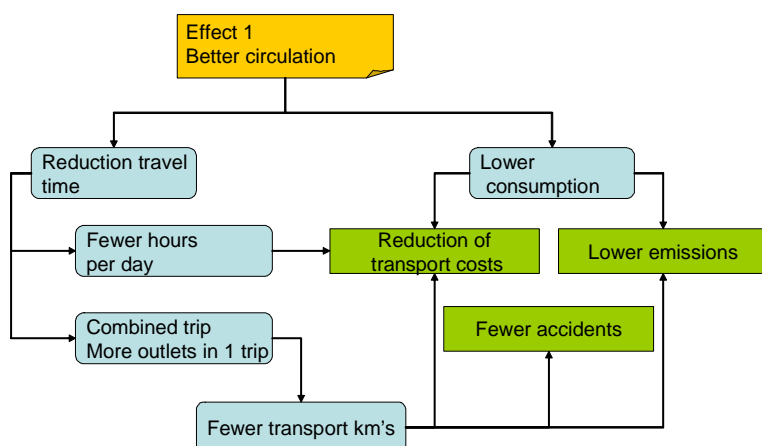 Effect 1
Better circulation
Reduction travel
time
Lower
consumption
Fewer hours
per day
Reduction of
transport costs
Lower emissions
Combined trip
More outlets in 1 trip
Fewer accidents
Fewer transport km's